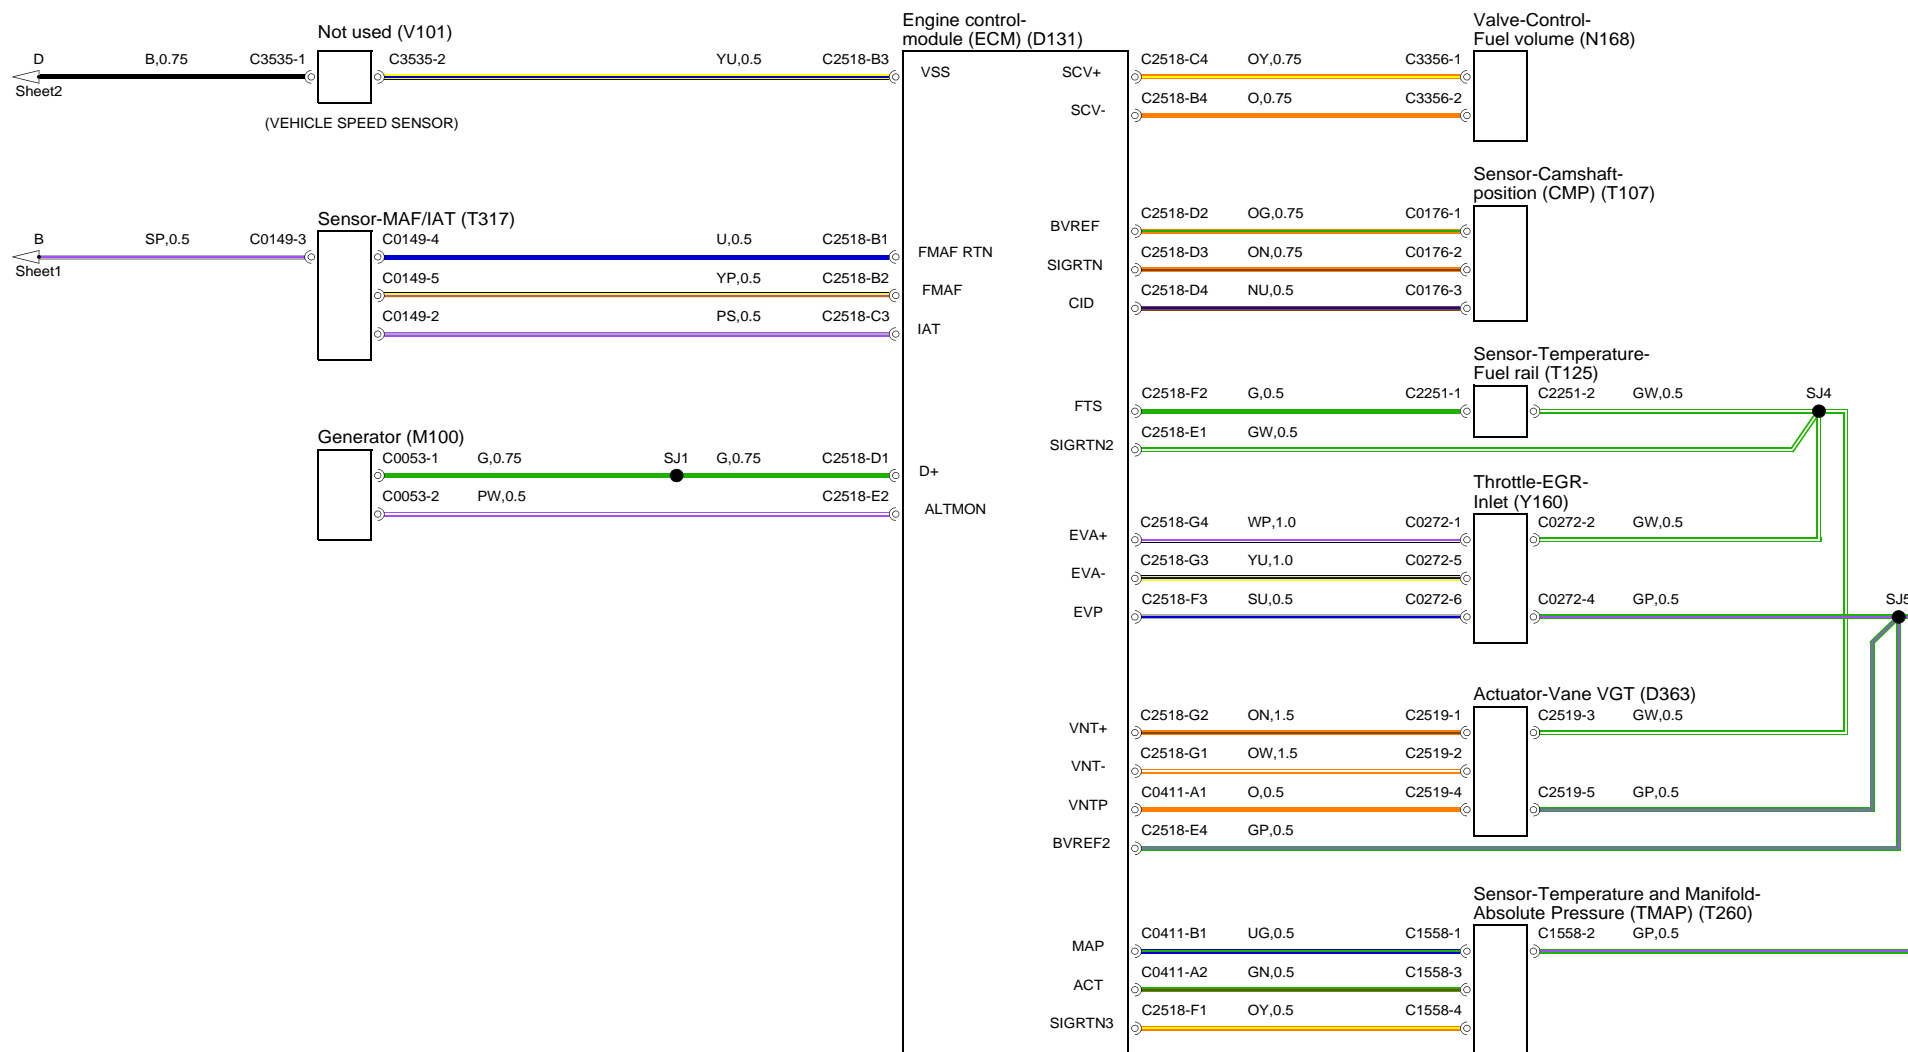 Not used (V101)
D
B,0.75
C3535-1
C3535-2
YU,0.5
C2518-B3
Sheet2
(VEHICLE SPEED SENSOR)
Sensor-MAF/IAT (T317)
B
SP,0.5
C0149-3
C0149-4
U,0.5
C2518-B1
Sheet1
C0149-5
YP,0.5
C2518-B2
C0149-2
PS,0.5
C2518-C3
Generator (M100)
C0053-1
G,0.75
SJ1
G,0.75
C2518-D1
C0053-2
PW,0.5
C2518-E2
Engine control-
module (ECM) (D131)
VSS
FMAF RTN
FMAF
IAT
D+
ALTMON
SCV+
SCV-
BVREF
SIGRTN
CID
FTS
SIGRTN2
EVA+
EVA-
EVP
VNT+
VNT-
VNTP
BVREF2
MAP
ACT
SIGRTN3
Valve-Control-
Fuel volume (N168)
C2518-C4
OY,0.75
C3356-1
C2518-B4
O,0.75
C3356-2
Sensor-Camshaft-
position (CMP) (T107)
C2518-D2
OG,0.75
C0176-1
C2518-D3
ON,0.75
C0176-2
C2518-D4
NU,0.5
C0176-3
Sensor-Temperature-
Fuel rail (T125)
C2518-F2
G,0.5
C2251-1
C2251-2
GW,0.5
SJ4
C2518-E1
GW,0.5
Throttle-EGR-
Inlet (Y160)
C2518-G4
WP,1.0
C0272-1
C0272-2
GW,0.5
C2518-G3
YU,1.0
C0272-5
C2518-F3
SU,0.5
C0272-6
C0272-4
GP,0.5
SJ5
Actuator-Vane VGT (D363)
C2518-G2
ON,1.5
C2519-1
C2519-3
GW,0.5
C2518-G1
OW,1.5
C2519-2
C0411-A1
O,0.5
C2519-4
C2519-5
GP,0.5
C2518-E4
GP,0.5
Sensor-Temperature and Manifold-
Absolute Pressure (TMAP) (T260)
C0411-B1
UG,0.5
C1558-1
C1558-2
GP,0.5
C0411-A2
GN,0.5
C1558-3
C2518-F1
OY,0.5
C1558-4